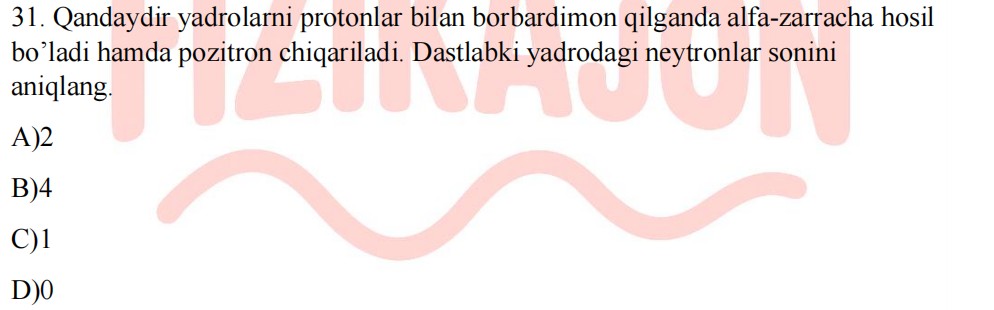 31. Qandaydir yadrolarni protonlar bilan borbardimon qilganda alfa-zarracha hosil
bo’ladi hamda pozitron chiqariladi. Dastlabki yadrodagi neytronlar sonini
aniqlang.
FIZIKAJON
A)2
B)4
C)1
D)0